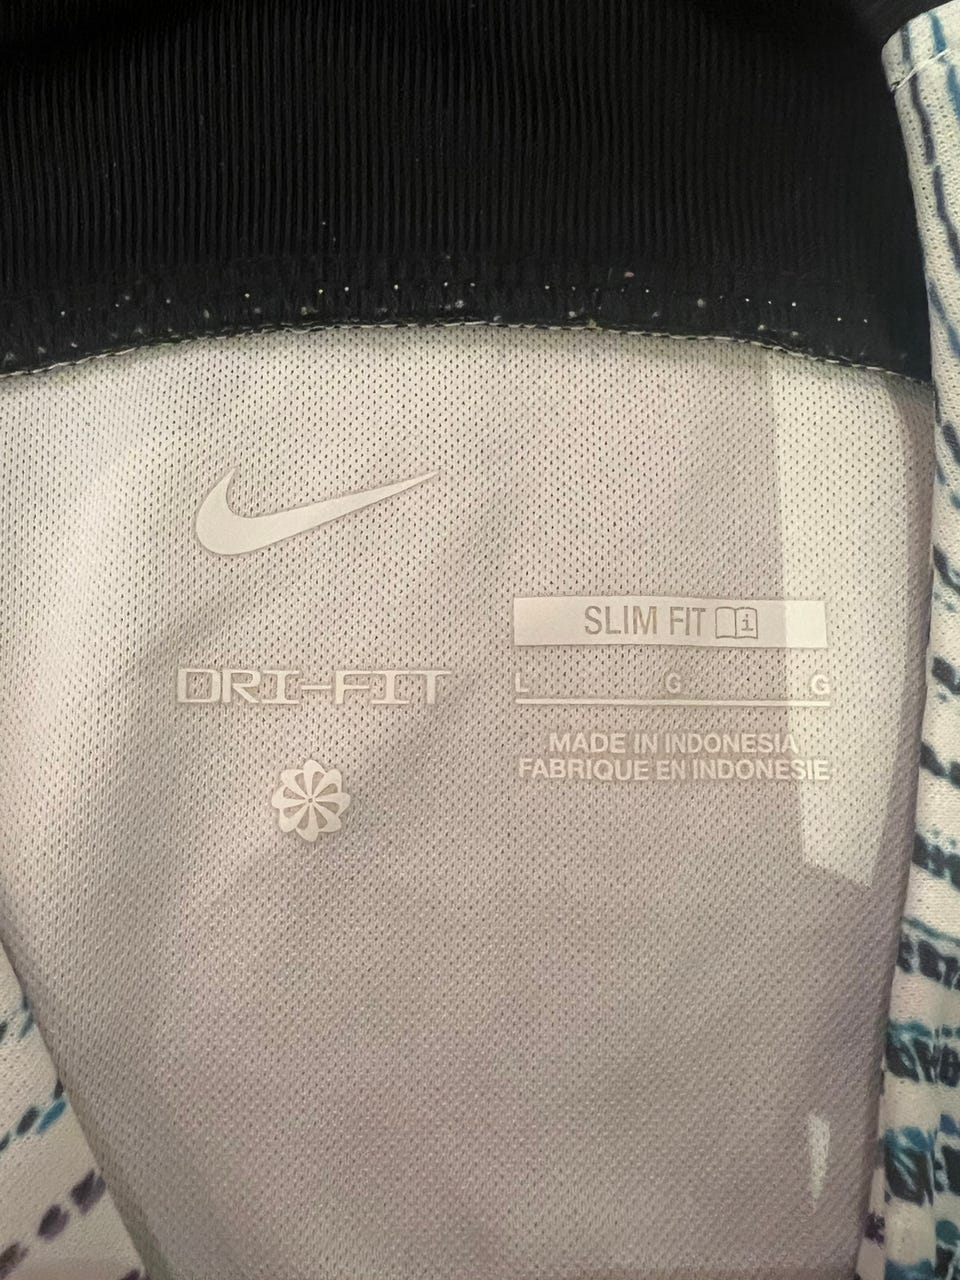 DRI-FIT
SLIM FIT
L G G
MADE IN INDONESIA
FABRIQUE EN INDONESIE